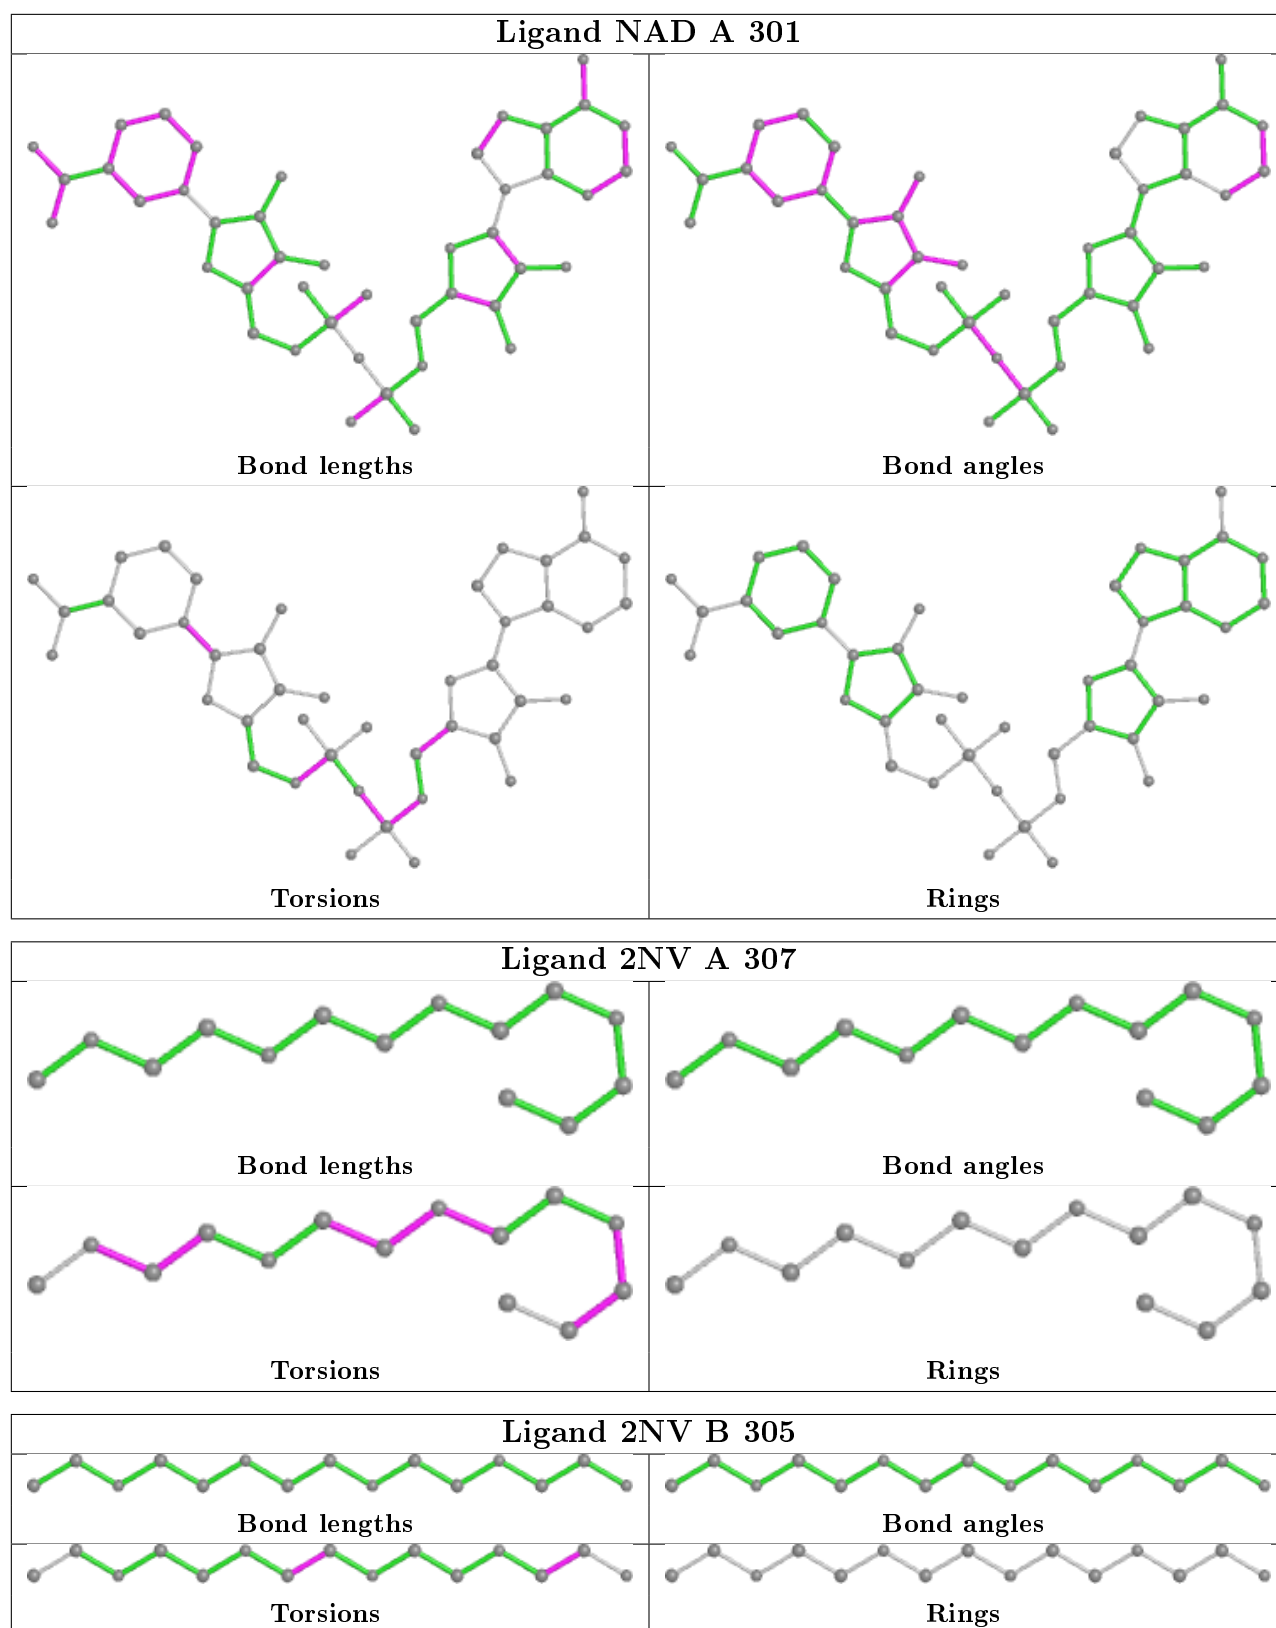 Ligand NAD A 301
Bond lengths
Bond angles
Torsions
Rings
Ligand 2NV A 307
Bond lengths
Bond angles
Torsions
Rings
Ligand 2NV B 305
Bond lengths
Bond angles
Torsions
Rings